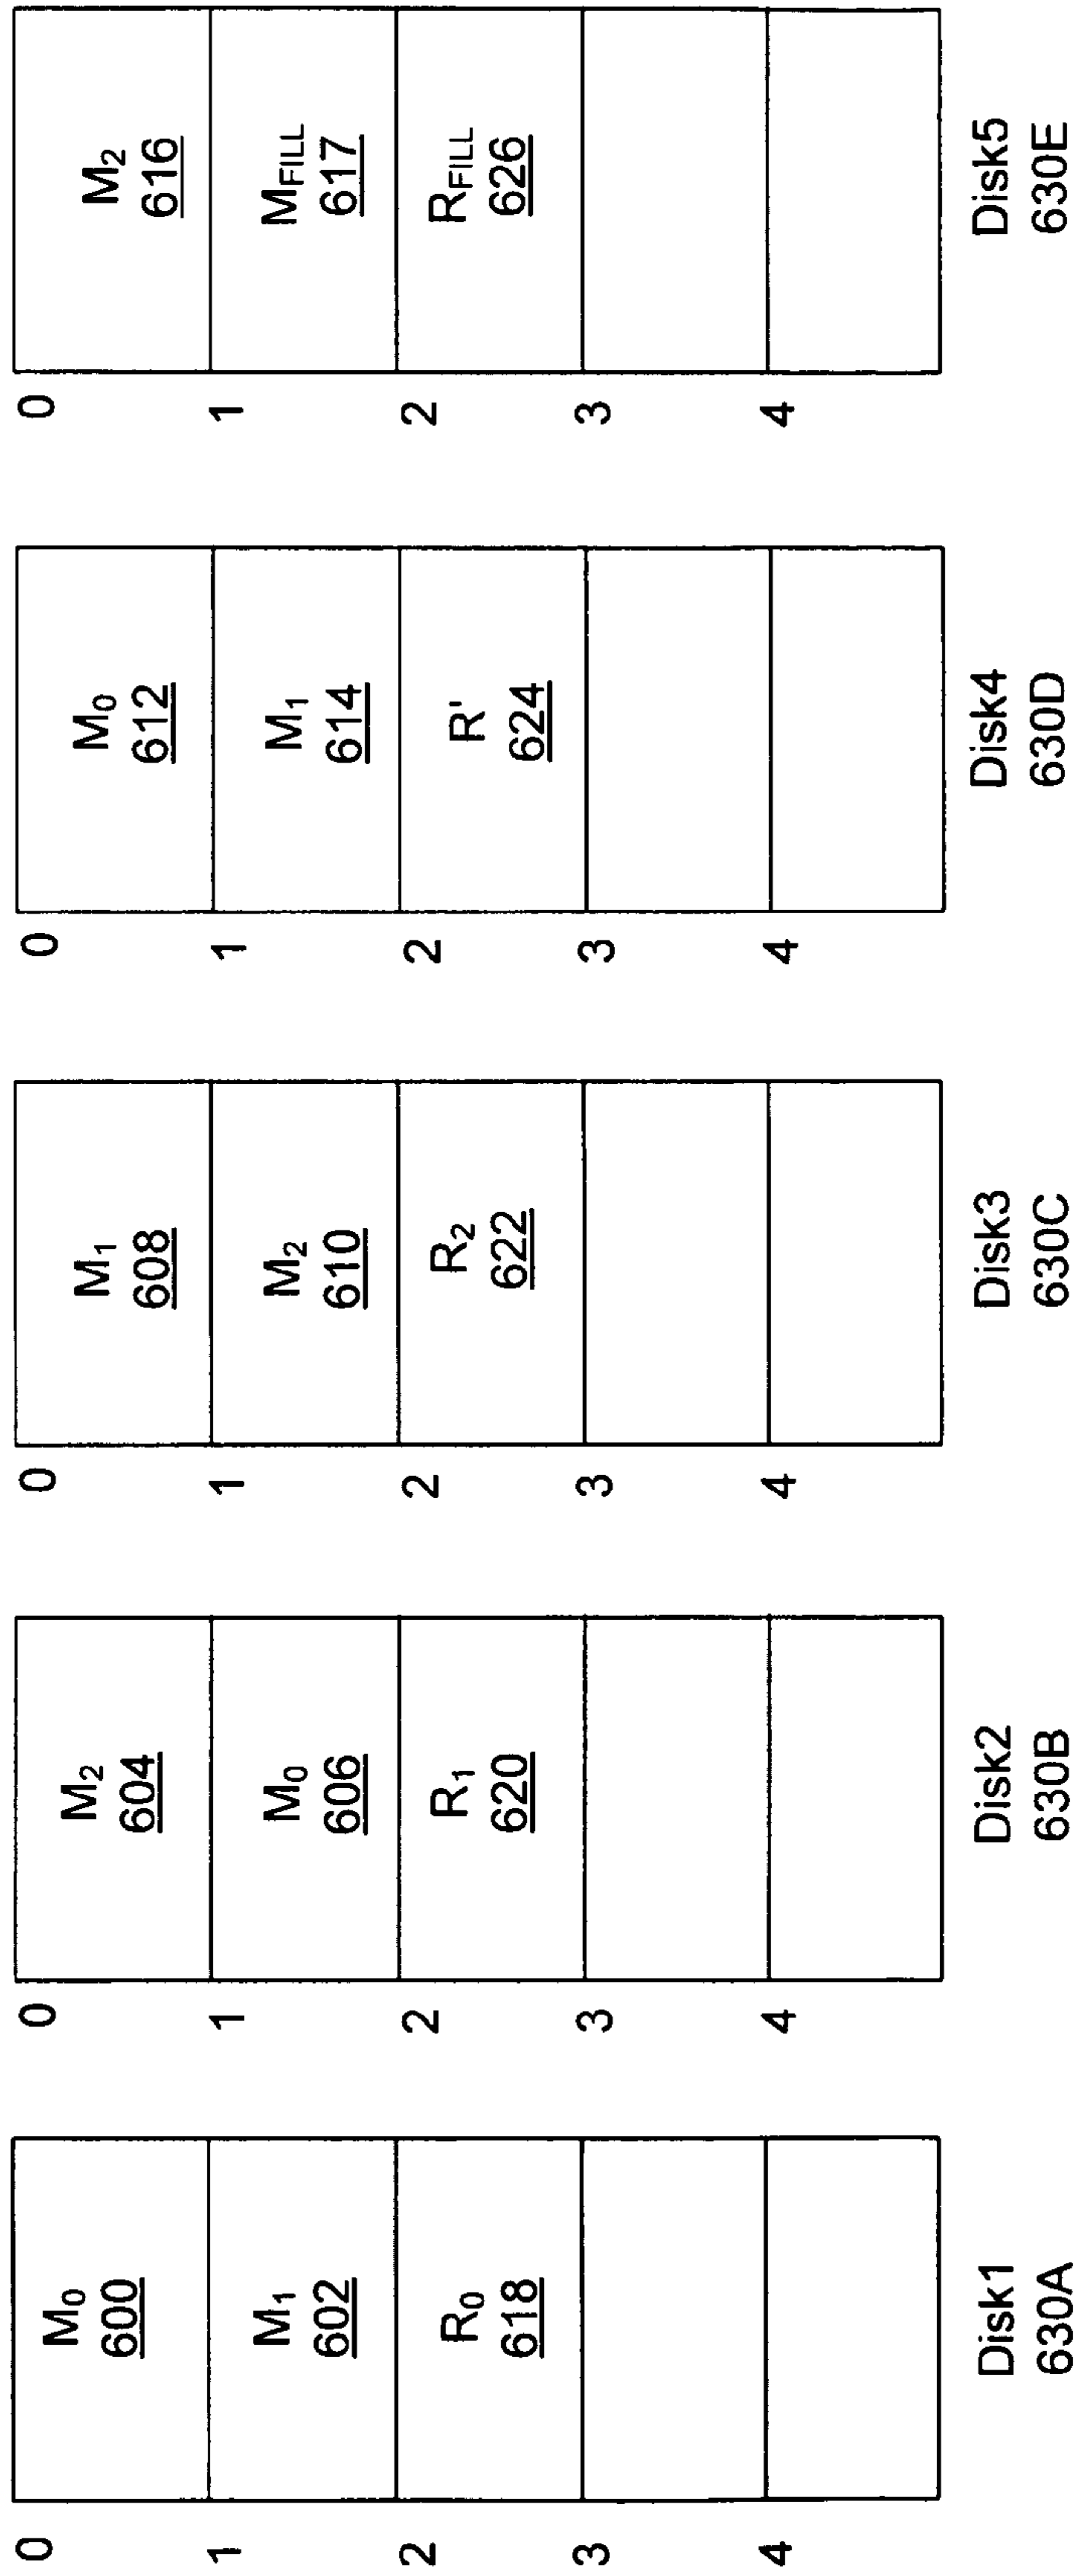 0
M₀
600
1
M₁
602
2
R₀
618
3
4
Disk1
630A
0
M₂
604
1
M₀
606
2
R₁
620
3
4
Disk2
630B
0
M₁
608
1
M₂
610
2
R₂
622
3
4
Disk3
630C
0
M₀
612
1
M₁
614
2
R'
624
3
4
Disk4
630D
0
M₂
616
1
M_FILL
617
2
R_FILL
626
3
4
Disk5
630E